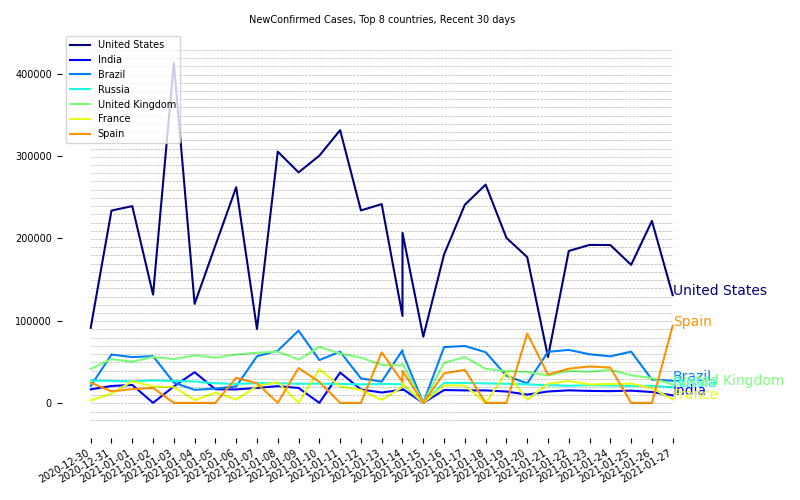 NewConfirmed Cases, Top 8 countries, Recent 30 days
United States
India
Brazil
Russia
United Kingdom
France
Spain
400000
300000
200000
100000
0
United States
Spain
Brazil
United Kingdom
Russia
India
France
2020-12-30
2020-12-31
2021-01-01
2021-01-02
2021-01-03
2021-01-04
2021-01-05
2021-01-06
2021-01-07
2021-01-08
2021-01-09
2021-01-10
2021-01-11
2021-01-12
2021-01-13
2021-01-14
2021-01-15
2021-01-16
2021-01-17
2021-01-18
2021-01-19
2021-01-20
2021-01-21
2021-01-22
2021-01-23
2021-01-24
2021-01-25
2021-01-26
2021-01-27